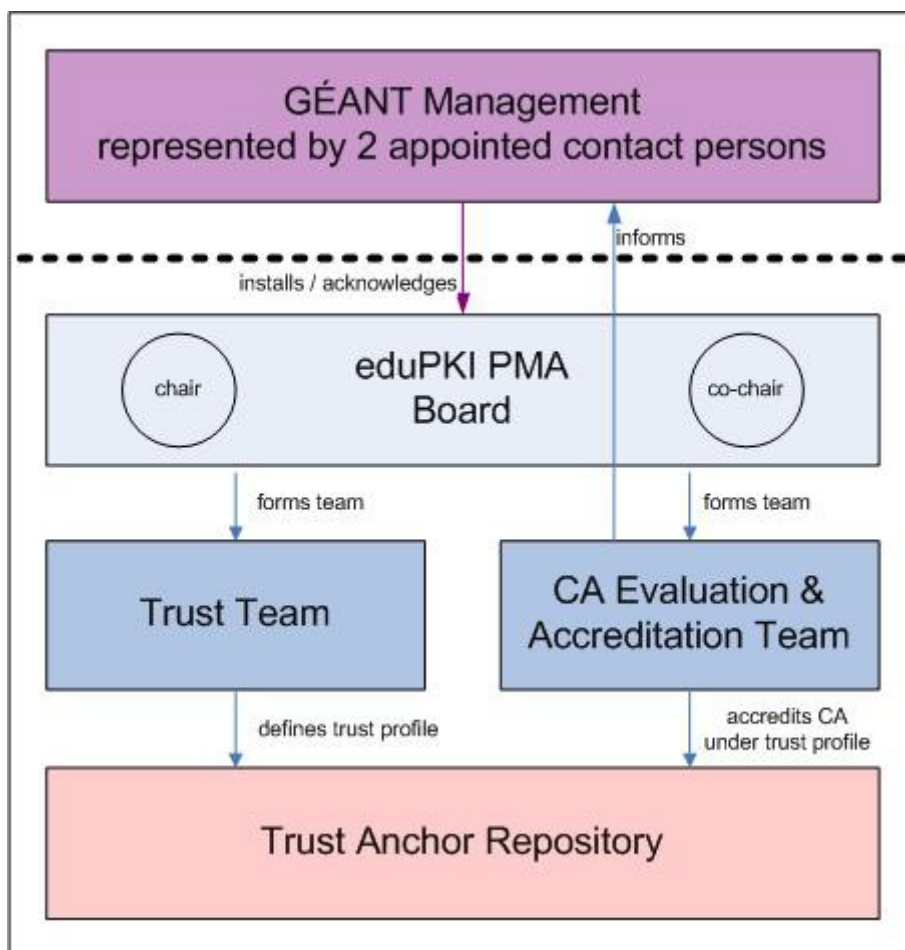 GÉANT Management
represented by 2 appointed contact persons
informs
installs / acknowledges
chair
eduPKI PMA
Board
co-chair
forms team
forms team
Trust Team
CA Evaluation &
Accreditation Team
defines trust profile
accredits CA
under trust profile
Trust Anchor Repository